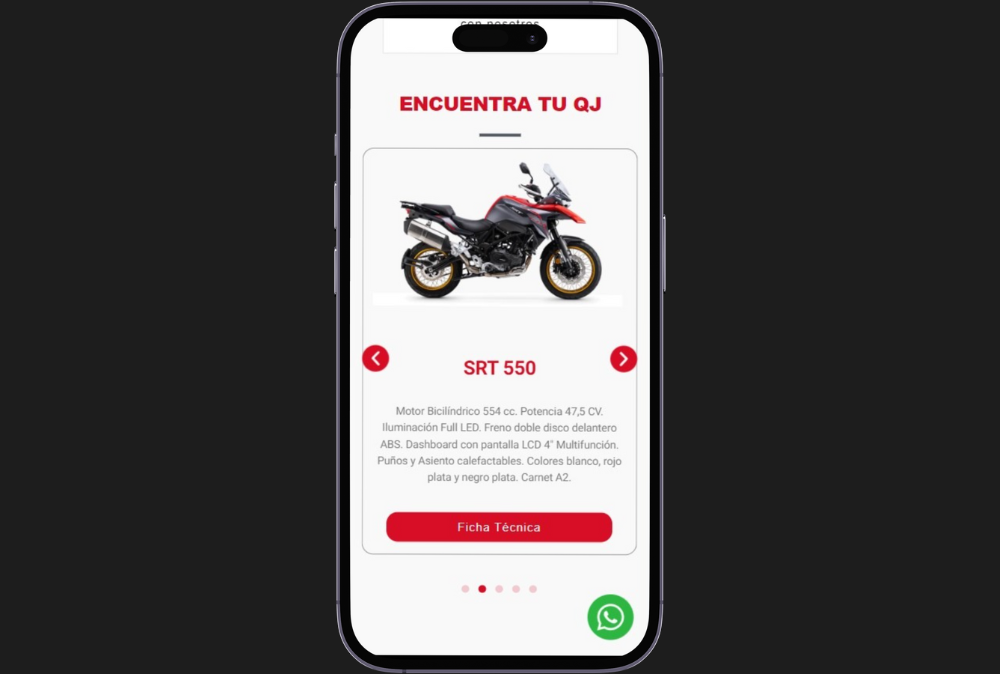 con nosotros
ENCUENTRA TU QJ
SRT 550
Motor Bicilíndrico 554 cc. Potencia 47,5 CV.
Iluminación Full LED. Freno doble disco delantero
ABS. Dashboard con pantalla LCD 4" Multifunción.
Puños y Asiento calefactables. Colores blanco, rojo
plata y negro plata. Carnet A2.
Ficha Técnica